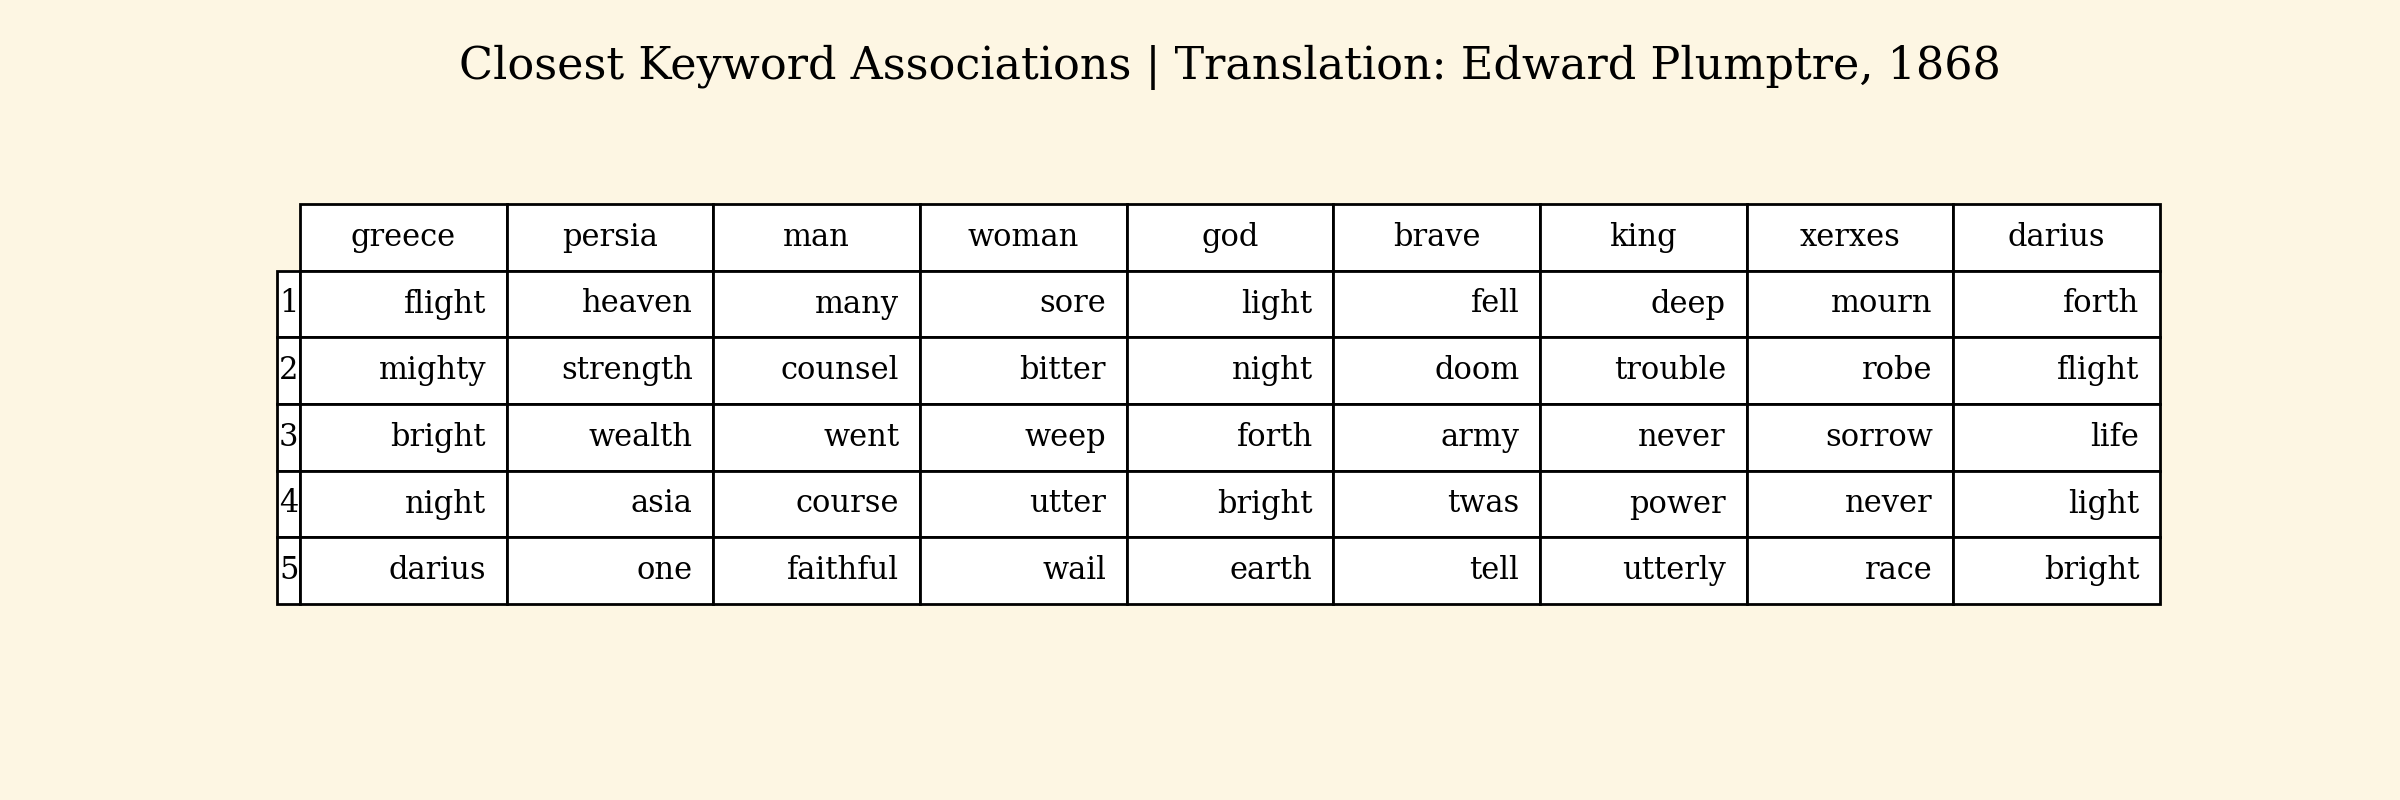 Closest Keyword Associations | Translation: Edward Plumptre, 1868
greece persia man woman god brave king xerxes darius
1 flight heaven many sore light fell deep mourn forth
2 mighty strength counsel bitter night doom trouble robe flight
3 bright wealth went weep forth army never sorrow life
4 night asia course utter bright twas power never light
5 darius one faithful wail earth tell utterly race bright